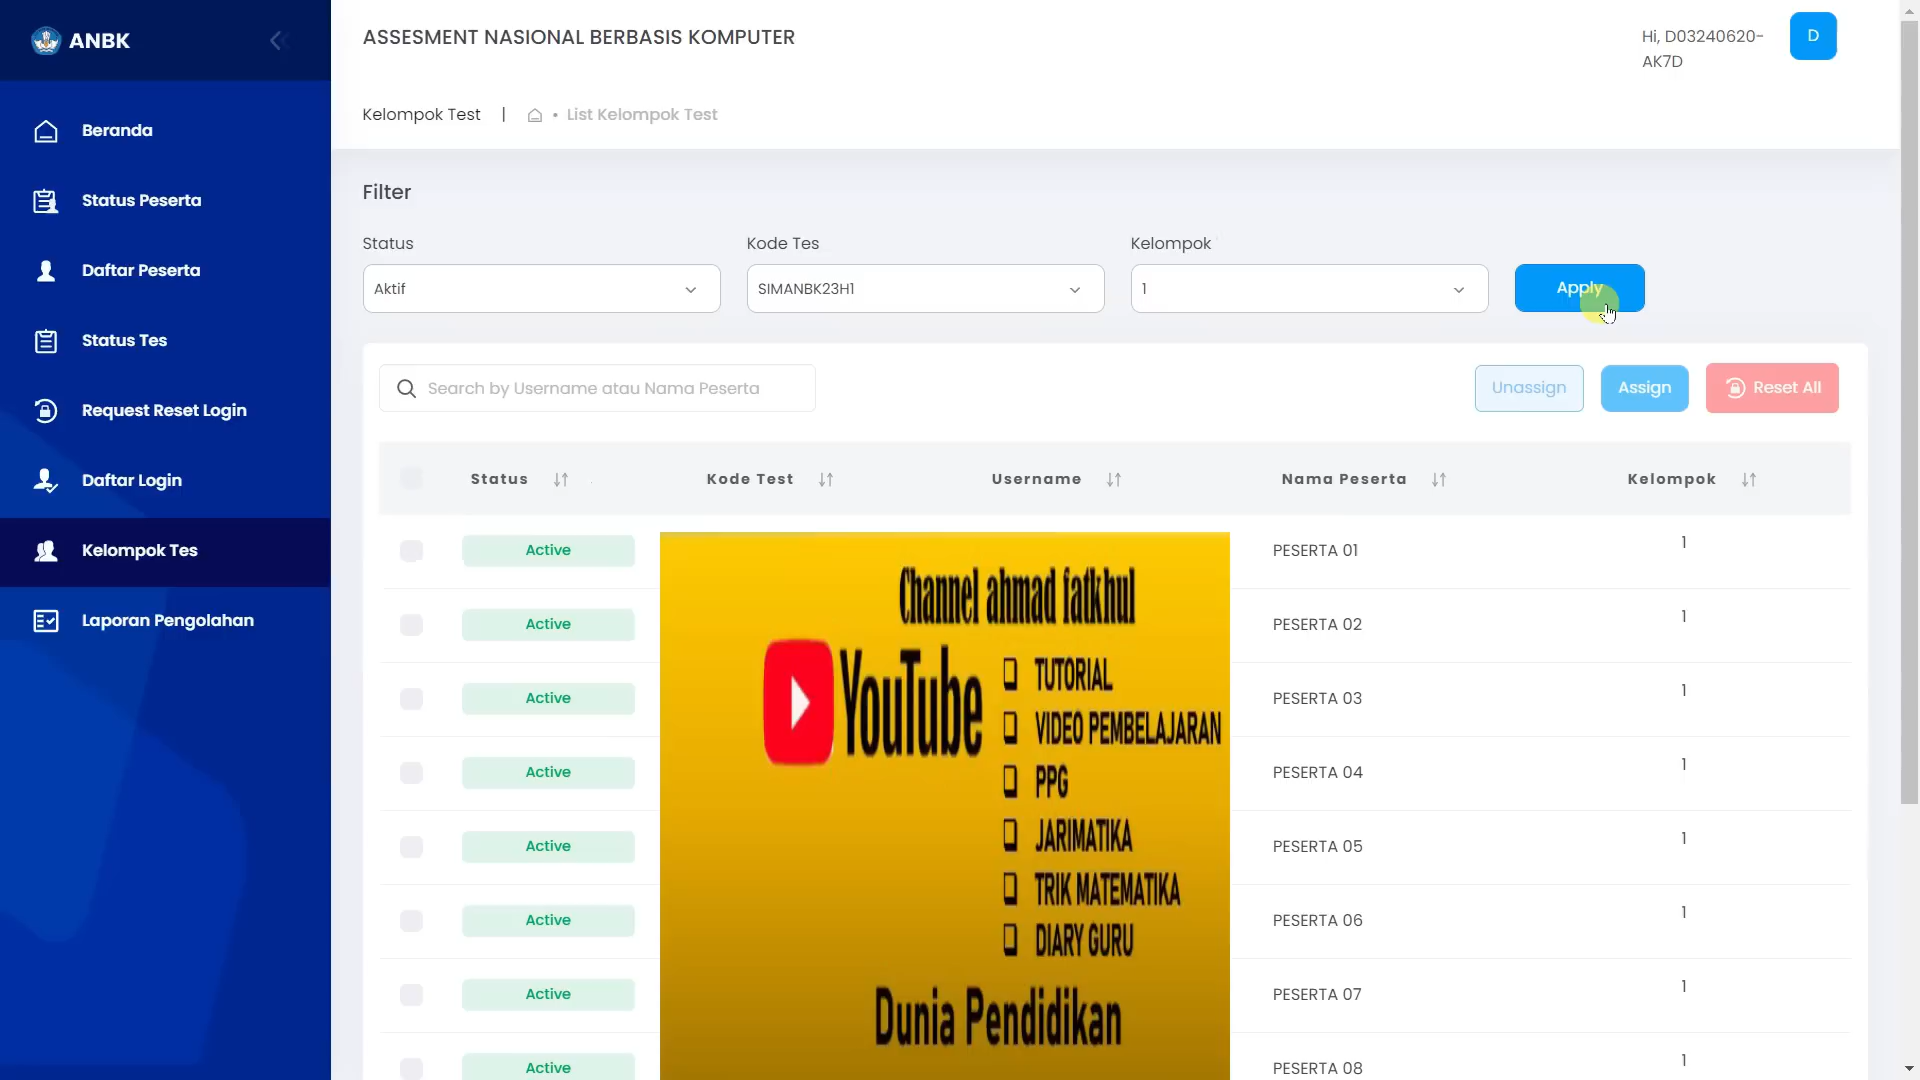 ANBK
ASSESMENT NASIONAL BERBASIS KOMPUTER
Hi, D03240620-
AK7D
D
Kelompok Test | • List Kelompok Test
Beranda
Status Peserta
Daftar Peserta
Status Tes
Request Reset Login
Daftar Login
Kelompok Tes
Laporan Pengolahan
Filter
Status Kode Tes Kelompok
Aktif SIMANBK23H1 1 Apply
Search by Username atau Nama Peserta Unassign Assign Reset All
Status Kode Test Username Nama Peserta Kelompok
Active PESERTA 01 1
Active PESERTA 02 1
Active PESERTA 03 1
Active PESERTA 04 1
Active PESERTA 05 1
Active PESERTA 06 1
Active PESERTA 07 1
Active PESERTA 08 1
Channel ahmad fatkhul
YouTube
TUTORIAL
VIDEO PEMBELAJARAN
PPG
JARIMATIKA
TRIK MATEMATIKA
DIARY GURU
Dunia Pendidikan